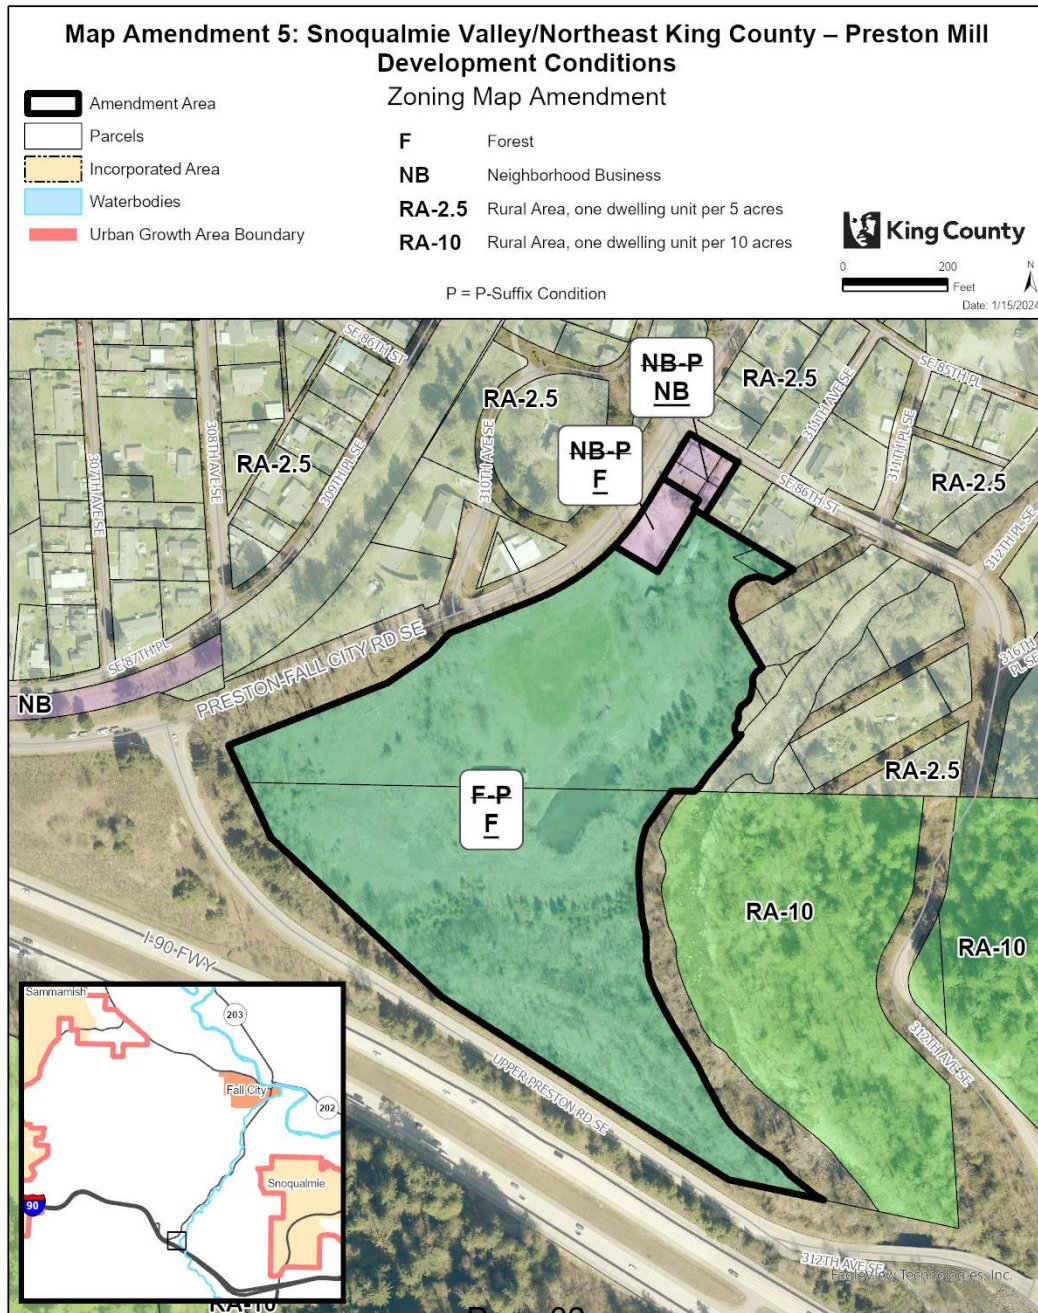 Map Amendment 5: Snoqualmie Valley/Northeast King County – Preston Mill
Development Conditions
Zoning Map Amendment
Amendment Area
Parcels
Incorporated Area
Waterbodies
Urban Growth Area Boundary
F Forest
NB Neighborhood Business
RA-2.5 Rural Area, one dwelling unit per 5 acres
RA-10 Rural Area, one dwelling unit per 10 acres
P = P-Suffix Condition
King County
0 200
Feet
N
Date: 1/15/2024
SE 86TH ST
NB-P
NB
RA-2.5
SE 85TH PL
311TH AVE SE
RA-2.5
308TH AVE SE
307TH AVE SE
309TH PL SE
310TH AVE SE
311TH PL SE
RA-2.5
NB-P
F
RA-2.5
SE 86TH ST
312TH PL SE
316TH
PL SE
SE 87TH PL
PRESTON-FALL CITY RD SE
NB
RA-2.5
F-P
F
RA-10
RA-10
I-90 FWY
312TH AVE SE
UPPER PRESTON RD SE
Sammamish
203
Fall City
202
Snoqualmie
90
312TH AVE SE
EagleView Technologies, Inc.
RA-10